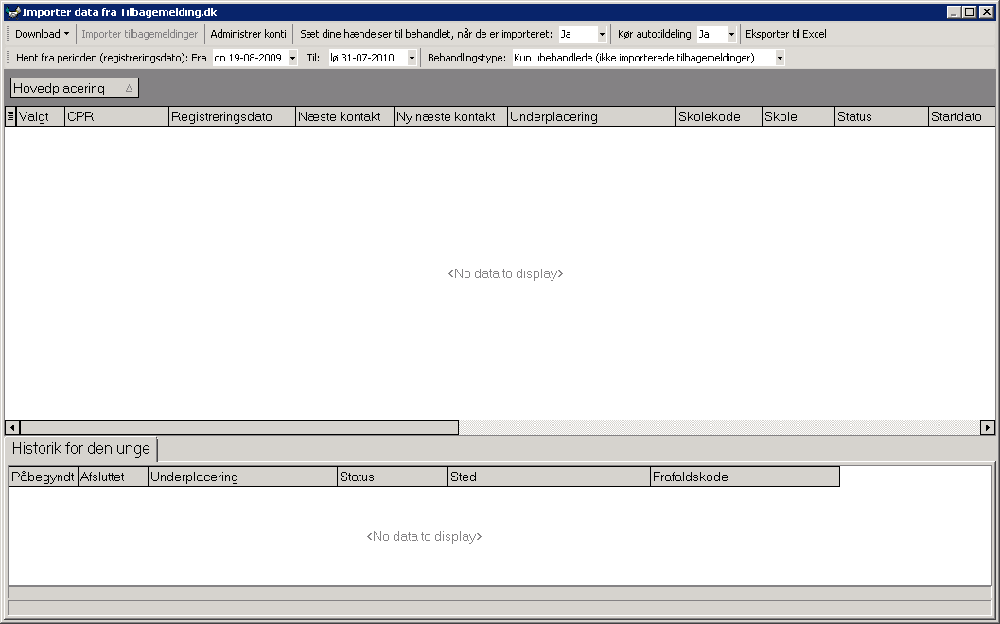 Importer data fra Tilbagemelding.dk
Download Importer tilbagemeldinger Administrer konti Sæt dine hændelser til behandlet, når de er importeret: Ja Kør autotildeling Ja Eksporter til Excel
Hent fra perioden (registreringsdato): Fra on 19-08-2009 Til: lø 31-07-2010 Behandlingstype: Kun ubehandlede (ikke importerede tilbagemeldinger)
Hovedplacering
Valgt CPR Registreringsdato Næste kontakt Ny næste kontakt Underplacering Skolekode Skole Status Startdato
<No data to display>
Historik for den unge
Påbegyndt Afsluttet Underplacering Status Sted Frafaldskode
<No data to display>